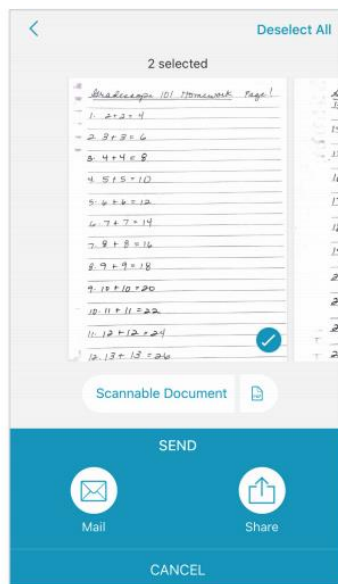 Deselect All
2 selected
Gradescope 101 Homework Page!
1. 2+2=4
2. 3+3=6
3. 4+4=8
4. 5+5=10
5. 6+6=12
6. 7+7=14
7. 8+8=16
8. 9+9=18
9. 10+10=20
10. 11+11=22
11. 12+12=24
12. 13+13=26
Scannable Document
SEND
Mail Share
CANCEL